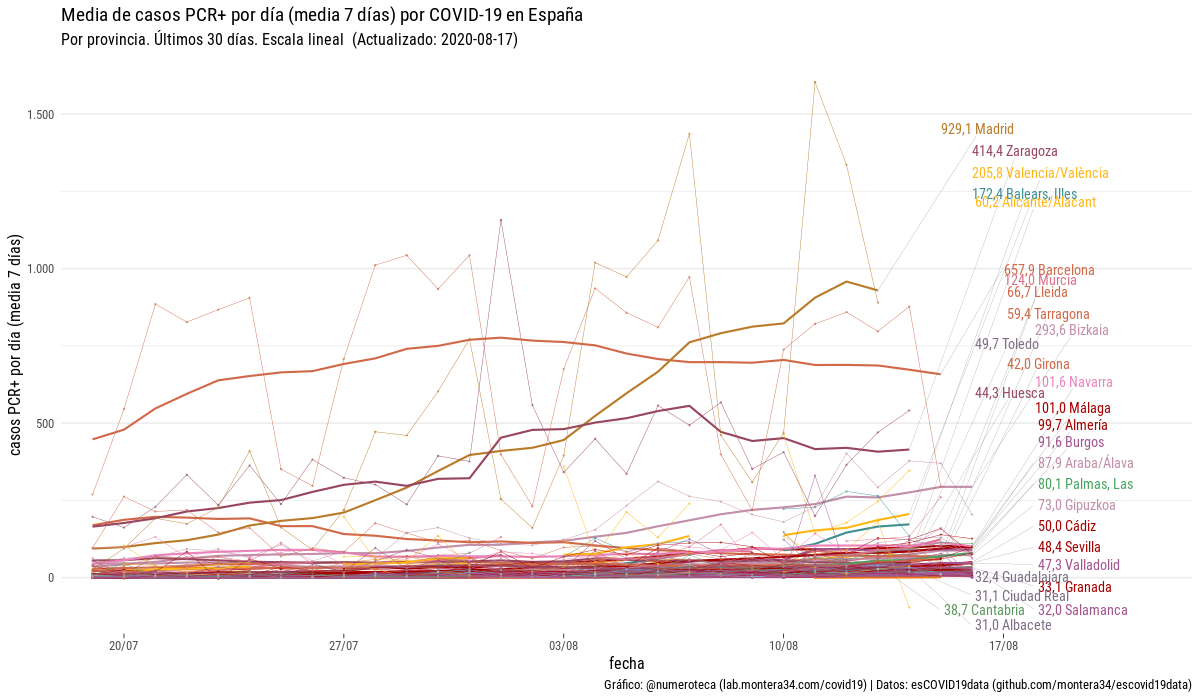 Media de casos PCR+ por día (media 7 días) por COVID-19 en España
Por provincia. Últimos 30 días. Escala lineal (Actualizado: 2020-08-17)
casos PCR+ por día (media 7 días)
1.500
1.000
500
0
929,1 Madrid
414,4 Zaragoza
205,8 Valencia/València
172,4 Balears, Illes
60,2 Alicante/Alacant
657,9 Barcelona
124,0 Murcia
66,7 Lleida
59,4 Tarragona
293,6 Bizkaia
49,7 Toledo
42,0 Girona
101,6 Navarra
44,3 Huesca
101,0 Málaga
99,7 Almería
91,6 Burgos
87,9 Araba/Álava
80,1 Palmas, Las
73,0 Gipuzkoa
50,0 Cádiz
48,4 Sevilla
47,3 Valladolid
32,4 Guadalajara
33,1 Granada
31,1 Ciudad Real
38,7 Cantabria
32,0 Salamanca
31,0 Albacete
20/07
27/07
03/08
10/08
17/08
fecha
Gráfico: @numeroteca (lab.montera34.com/covid19) | Datos: esCOVID19data (github.com/montera34/escovid19data)